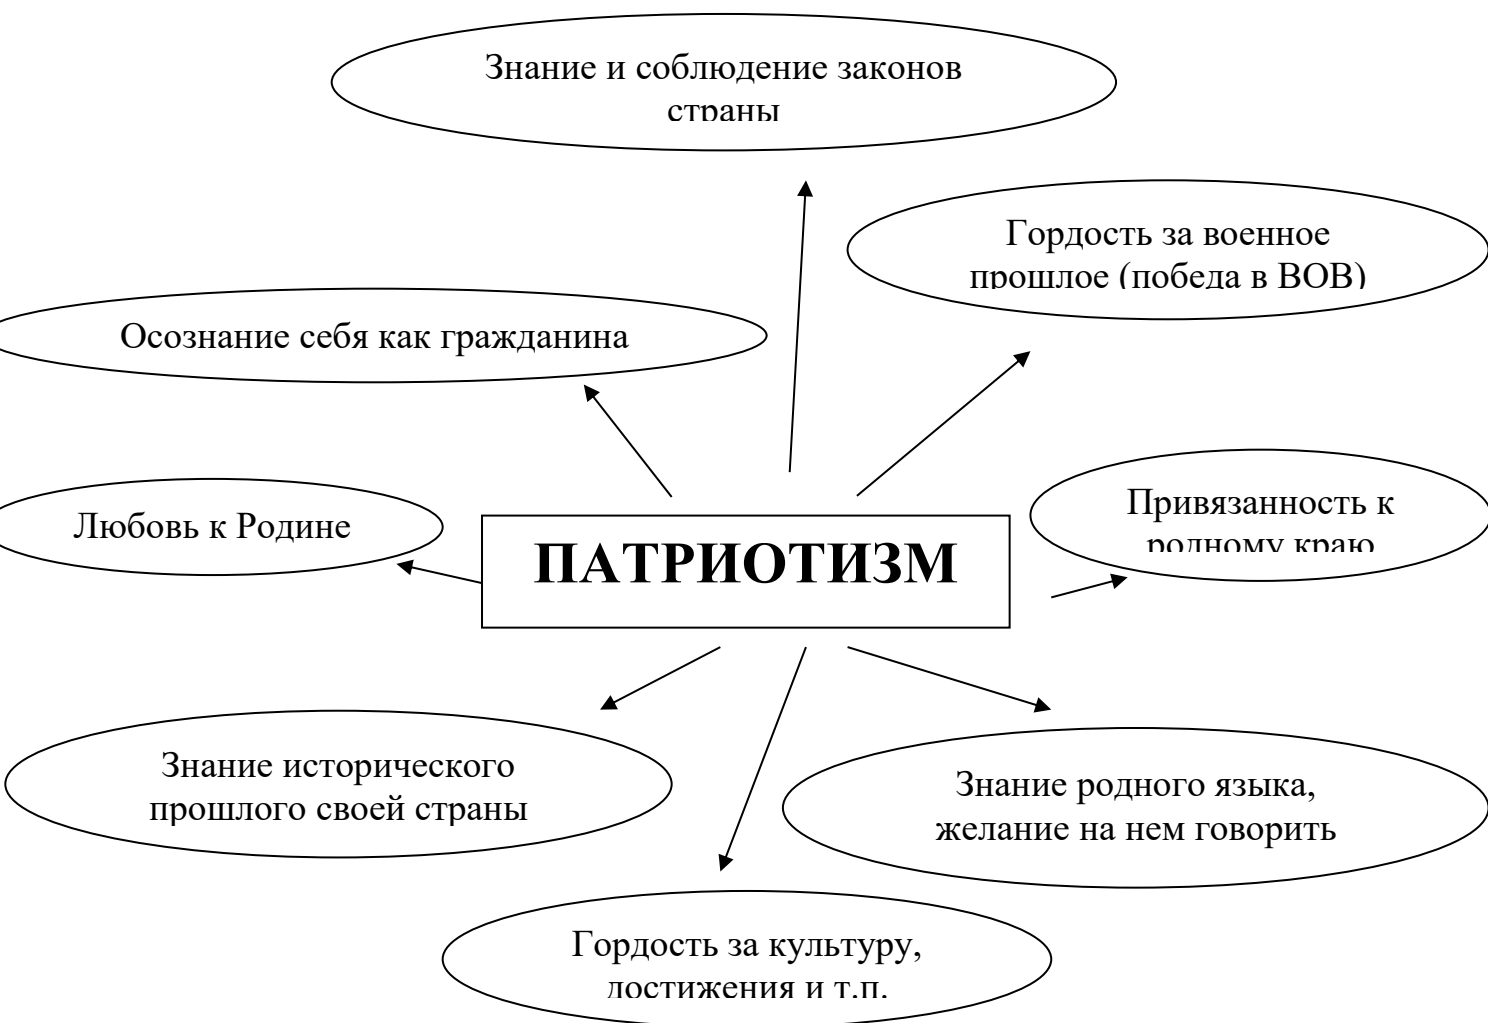 Знание и соблюдение законов
страны
Гордость за военное
прошлое (победа в ВОВ)
Осознание себя как гражданина
Любовь к Родине
ПАТРИОТИЗМ
Привязанность к
родному краю
Знание исторического
прошлого своей страны
Знание родного языка,
желание на нем говорить
Гордость за культуру,
достижения и т.п.